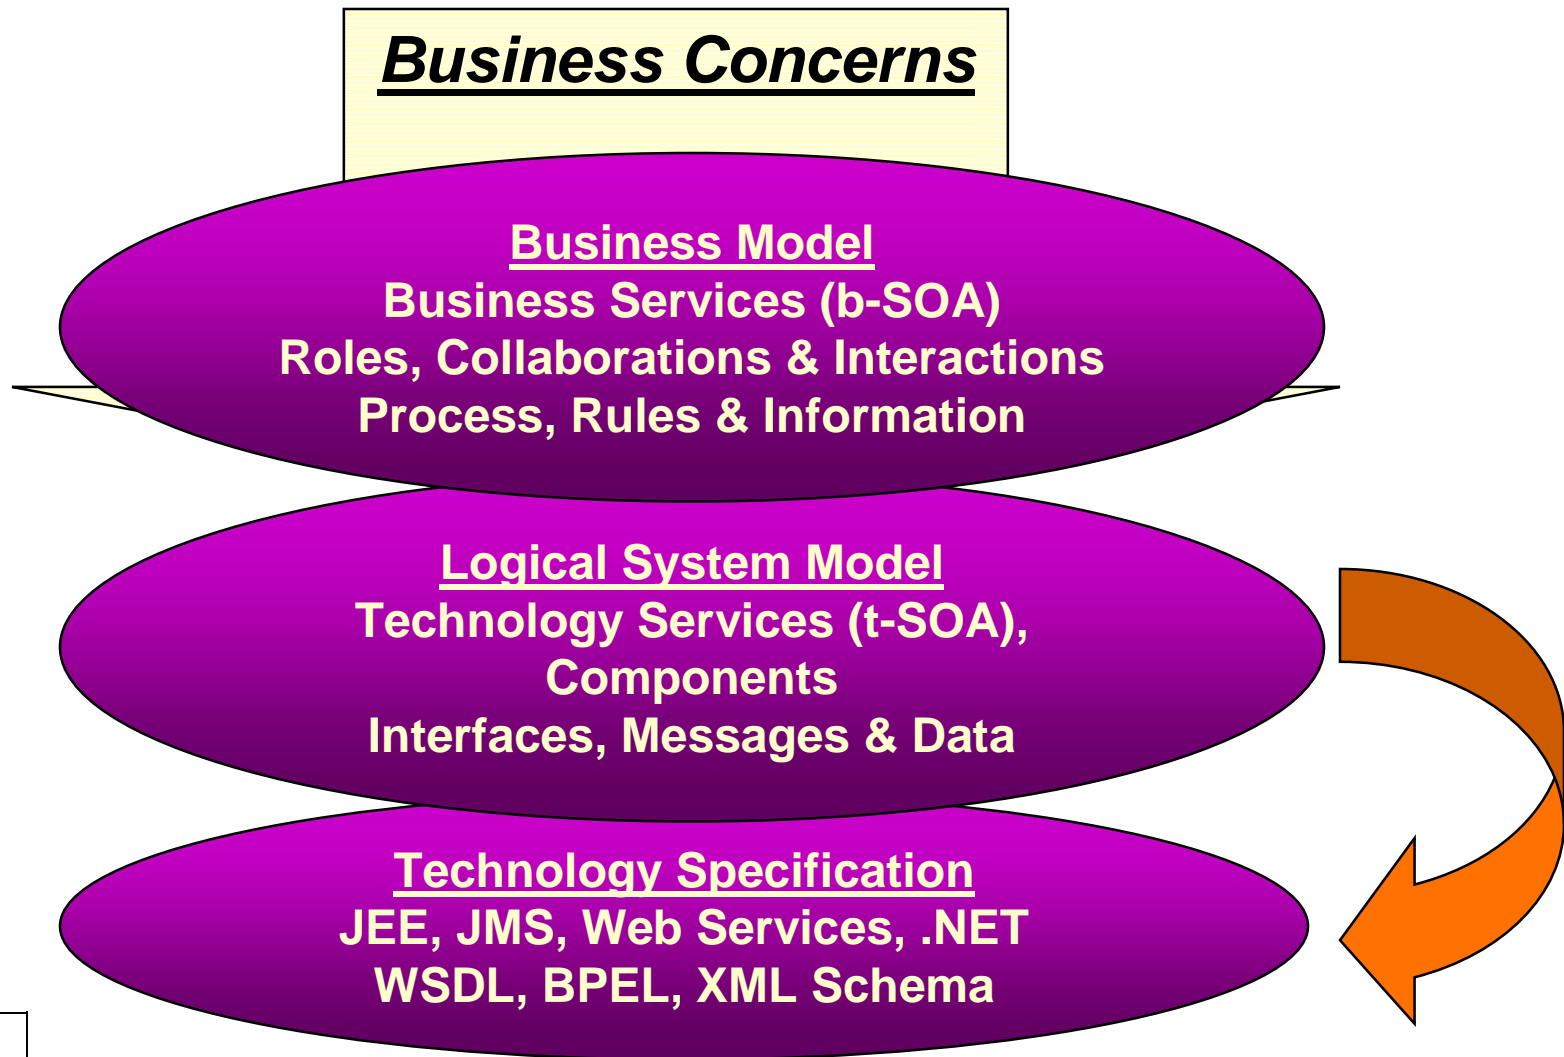 Business Concerns
Business Model
Business Services (b-SOA)
Roles, Collaborations & Interactions
Process, Rules & Information
Logical System Model
Technology Services (t-SOA),
Components
Interfaces, Messages & Data
Technology Specification
JEE, JMS, Web Services, .NET
WSDL, BPEL, XML Schema